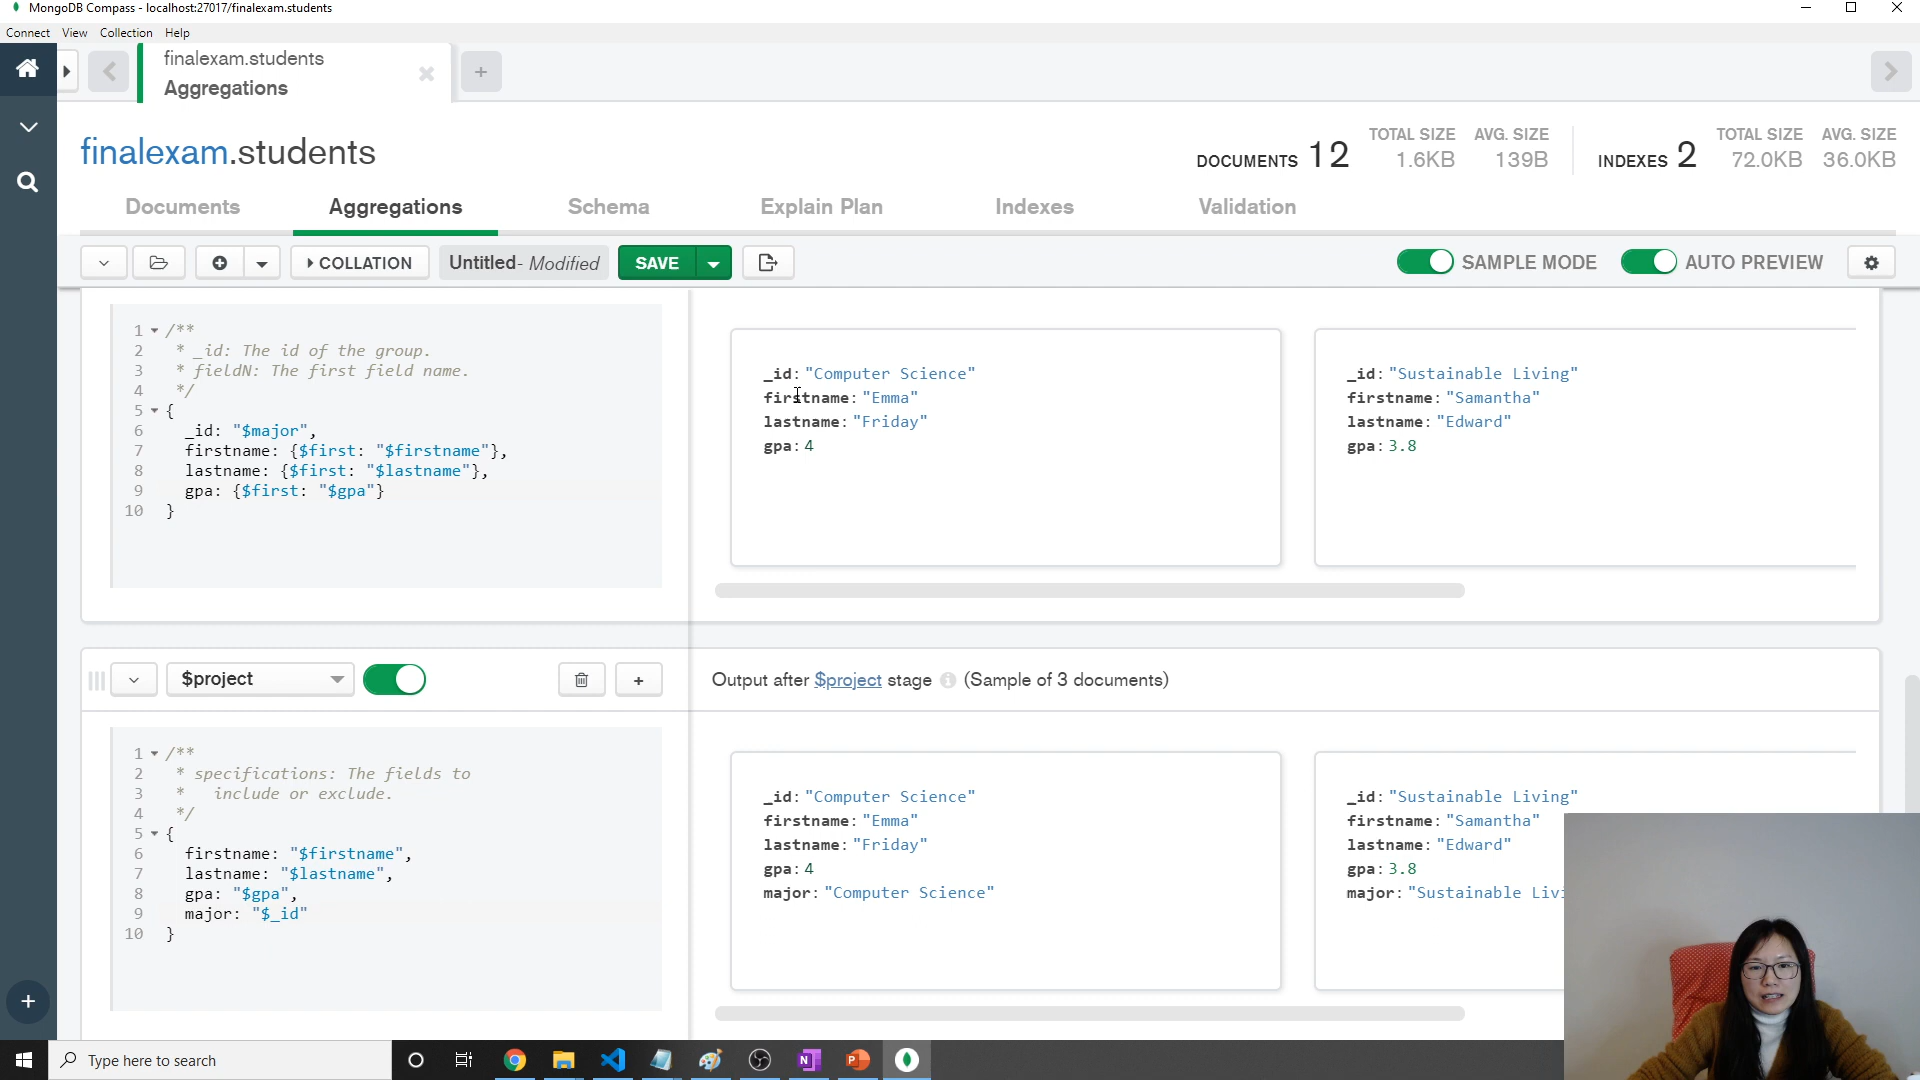 MongoDB Compass - localhost:27017/finalexam.students
Connect View Collection Help
finalexam.students
Aggregations
finalexam.students
DOCUMENTS 12 TOTAL SIZE 1.6KB AVG. SIZE 139B INDEXES 2 TOTAL SIZE 72.0KB AVG. SIZE 36.0KB
Documents Aggregations Schema Explain Plan Indexes Validation
COLLATION Untitled- Modified SAVE SAMPLE MODE AUTO PREVIEW
1 /**
2 * _id: The id of the group.
3 * fieldN: The first field name.
4 */
5 {
6 _id: "$major",
7 firstname: {$first: "$firstname"},
8 lastname: {$first: "$lastname"},
9 gpa: {$first: "$gpa"}
10 }
_id: "Computer Science"
firstname: "Emma"
lastname: "Friday"
gpa: 4
_id: "Sustainable Living"
firstname: "Samantha"
lastname: "Edward"
gpa: 3.8
$project
Output after $project stage (Sample of 3 documents)
1 /**
2 * specifications: The fields to
3 * include or exclude.
4 */
5 {
6 firstname: "$firstname",
7 lastname: "$lastname",
8 gpa: "$gpa",
9 major: "$_id"
10 }
_id: "Computer Science"
firstname: "Emma"
lastname: "Friday"
gpa: 4
major: "Computer Science"
_id: "Sustainable Living"
firstname: "Samantha"
lastname: "Edward"
gpa: 3.8
major: "Sustainable Livi
Type here to search